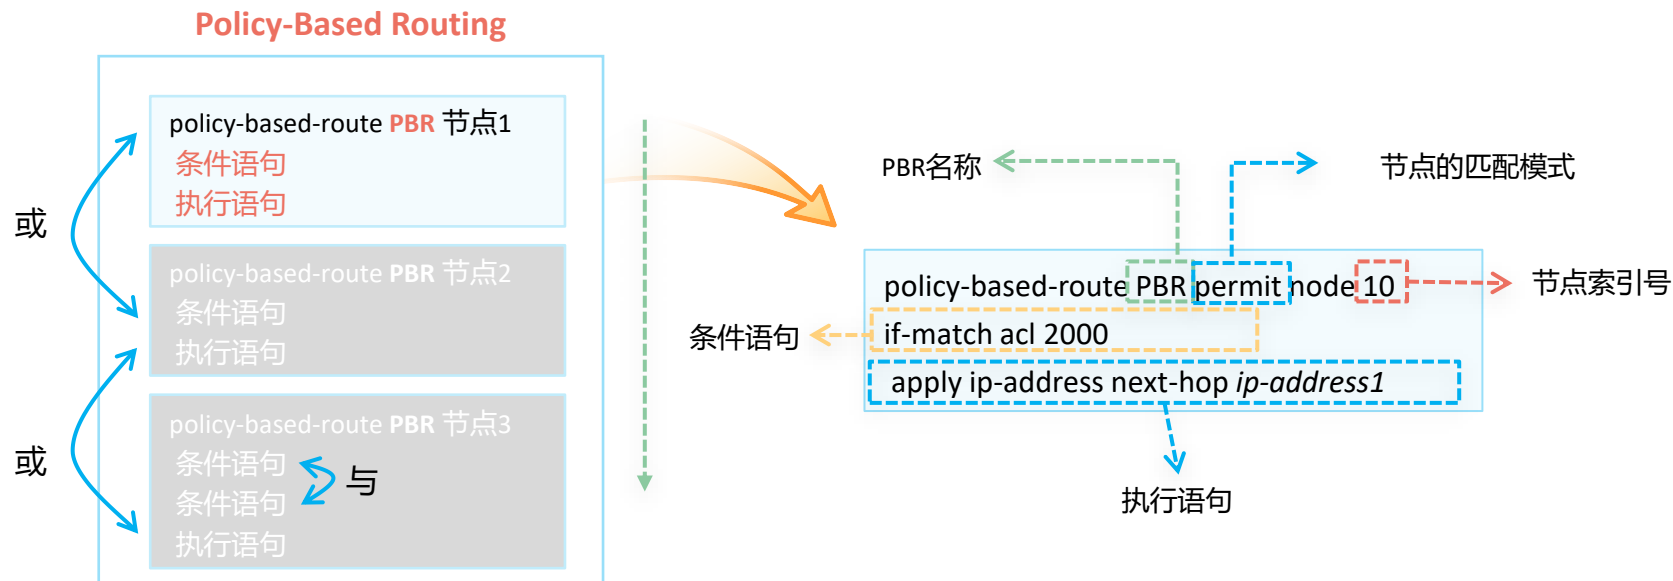 Policy-Based Routing
policy-based-route PBR 节点1
条件语句
执行语句
或
policy-based-route PBR 节点2
条件语句
执行语句
或
policy-based-route PBR 节点3
条件语句
与
条件语句
执行语句
PBR名称
节点的匹配模式
policy-based-route PBR permit node 10
节点索引号
条件语句
if-match acl 2000
apply ip-address next-hop ip-address1
执行语句